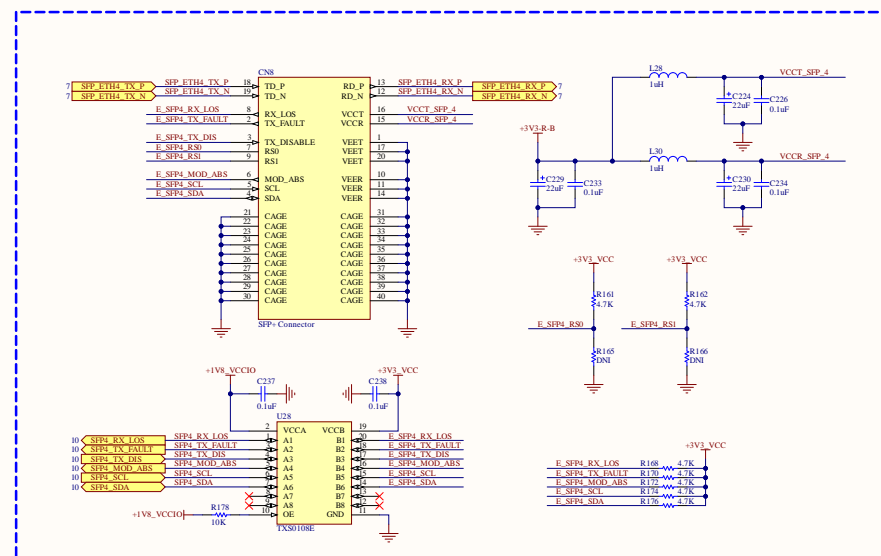 CN8
7 SFP_ETH4_TX_P SFP_ETH4_TX_P 18 TD_P RD_P 13 SFP_ETH4_RX_P SFP_ETH4_RX_P 7
7 SFP_ETH4_TX_N SFP_ETH4_TX_N 19 TD_N RD_N 12 SFP_ETH4_RX_N SFP_ETH4_RX_N 7
E_SFP4_RX_LOS 8 RX_LOS VCCT 16 VCCT_SFP_4
E_SFP4_TX_FAULT 2 TX_FAULT VCCR 15 VCCR_SFP_4
E_SFP4_TX_DIS 3 TX_DISABLE VEET 1
E_SFP4_RS0 7 RS0 VEET 17
E_SFP4_RS1 9 RS1 VEET 20
E_SFP4_MOD_ABS 6 MOD_ABS VEER 10
E_SFP4_SCL 5 SCL VEER 11
E_SFP4_SDA 4 SDA VEER 14
21 CAGE CAGE 31
22 CAGE CAGE 32
23 CAGE CAGE 33
24 CAGE CAGE 34
25 CAGE CAGE 35
26 CAGE CAGE 36
27 CAGE CAGE 37
28 CAGE CAGE 38
29 CAGE CAGE 39
30 CAGE CAGE 40
SFP+ Connector
L28
1uH
VCCT_SFP_4
+ C224
22uF
C226
0.1uF
+3V3-R-B
L30
1uH
VCCR_SFP_4
+ C229
22uF
C233
0.1uF
+ C230
22uF
C234
0.1uF
+3V3_VCC
R161
4.7K
E_SFP4_RS0
R165
DNI
+3V3_VCC
R162
4.7K
E_SFP4_RS1
R166
DNI
+1V8_VCCIO
C237
0.1uF
C238
0.1uF
+3V3_VCC
U28
2 VCCA VCCB 19
10 SFP4_RX_LOS SFP4_RX_LOS 1 A1 B1 20 E_SFP4_RX_LOS
10 SFP4_TX_FAULT SFP4_TX_FAULT A2 B2 18 E_SFP4_TX_FAULT
10 SFP4_TX_DIS SFP4_TX_DIS A3 B3 17 E_SFP4_TX_DIS
10 SFP4_MOD_ABS SFP4_MOD_ABS A4 B4 16 E_SFP4_MOD_ABS
10 SFP4_SCL SFP4_SCL A5 B5 15 E_SFP4_SCL
10 SFP4_SDA SFP4_SDA A6 B6 14 E_SFP4_SDA
A7 B7
A8 B8 12
+1V8_VCCIO R178 10K 10 OE GND 11
TXS0108E
+3V3_VCC
E_SFP4_RX_LOS R168 4.7K
E_SFP4_TX_FAULT R170 4.7K
E_SFP4_MOD_ABS R172 4.7K
E_SFP4_SCL R174 4.7K
E_SFP4_SDA R176 4.7K